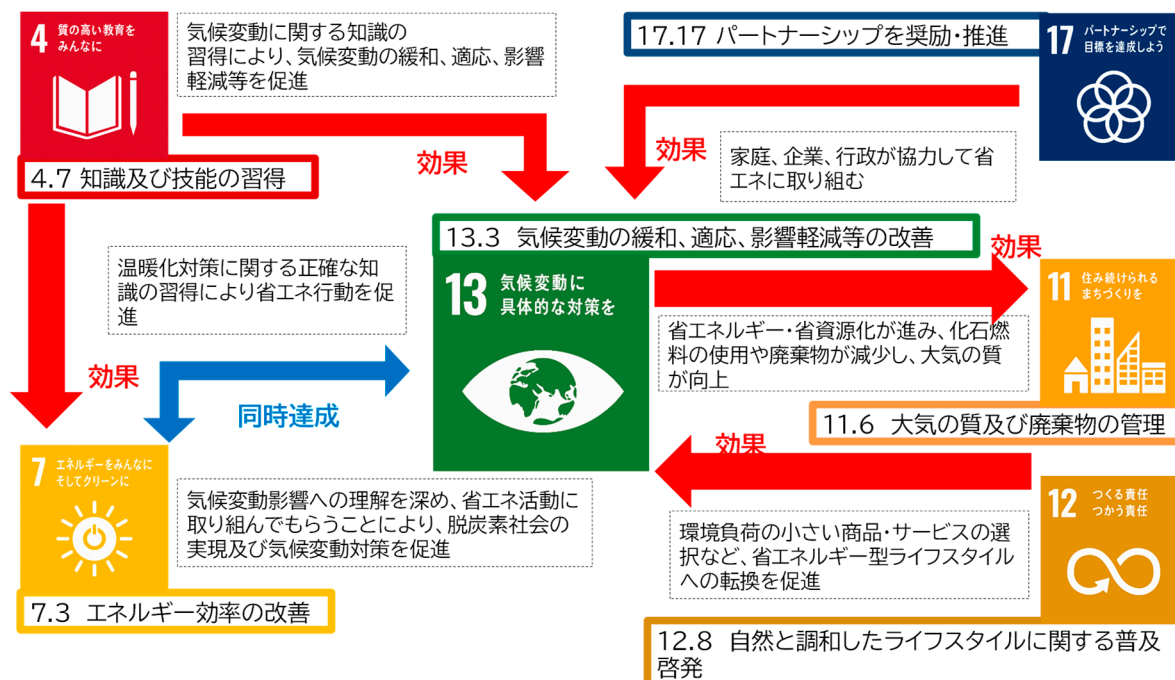 4 質の高い教育を
みんなに
気候変動に関する知識の
習得により、気候変動の緩和、適応、影響
軽減等を促進
17.17 パートナーシップを奨励・推進
17 パートナーシップで
目標を達成しよう
効果
効果
家庭、企業、行政が協力して省
エネに取り組む
4.7 知識及び技能の習得
13.3 気候変動の緩和、適応、影響軽減等の改善
効果
温暖化対策に関する正確な知
識の習得により省エネ行動を促
進
13 気候変動に
具体的な対策を
11 住み続けられる
まちづくりを
省エネルギー・省資源化が進み、化石燃
料の使用や廃棄物が減少し、大気の質
が向上
効果
同時達成
11.6 大気の質及び廃棄物の管理
効果
7 エネルギーをみんなに
そしてクリーンに
気候変動影響への理解を深め、省エネ活動に
取り組んでもらうことにより、脱炭素社会の
実現及び気候変動対策を促進
12 つくる責任
つかう責任
環境負荷の小さい商品・サービスの選
択など、省エネルギー型ライフスタイル
への転換を促進
7.3 エネルギー効率の改善
12.8 自然と調和したライフスタイルに関する普及
啓発